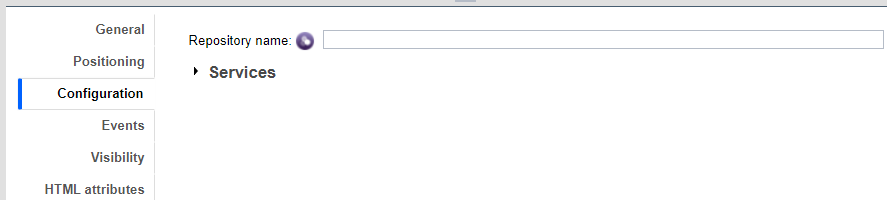 General
Positioning
Configuration
Events
Visibility
HTML attributes
Repository name:
Services